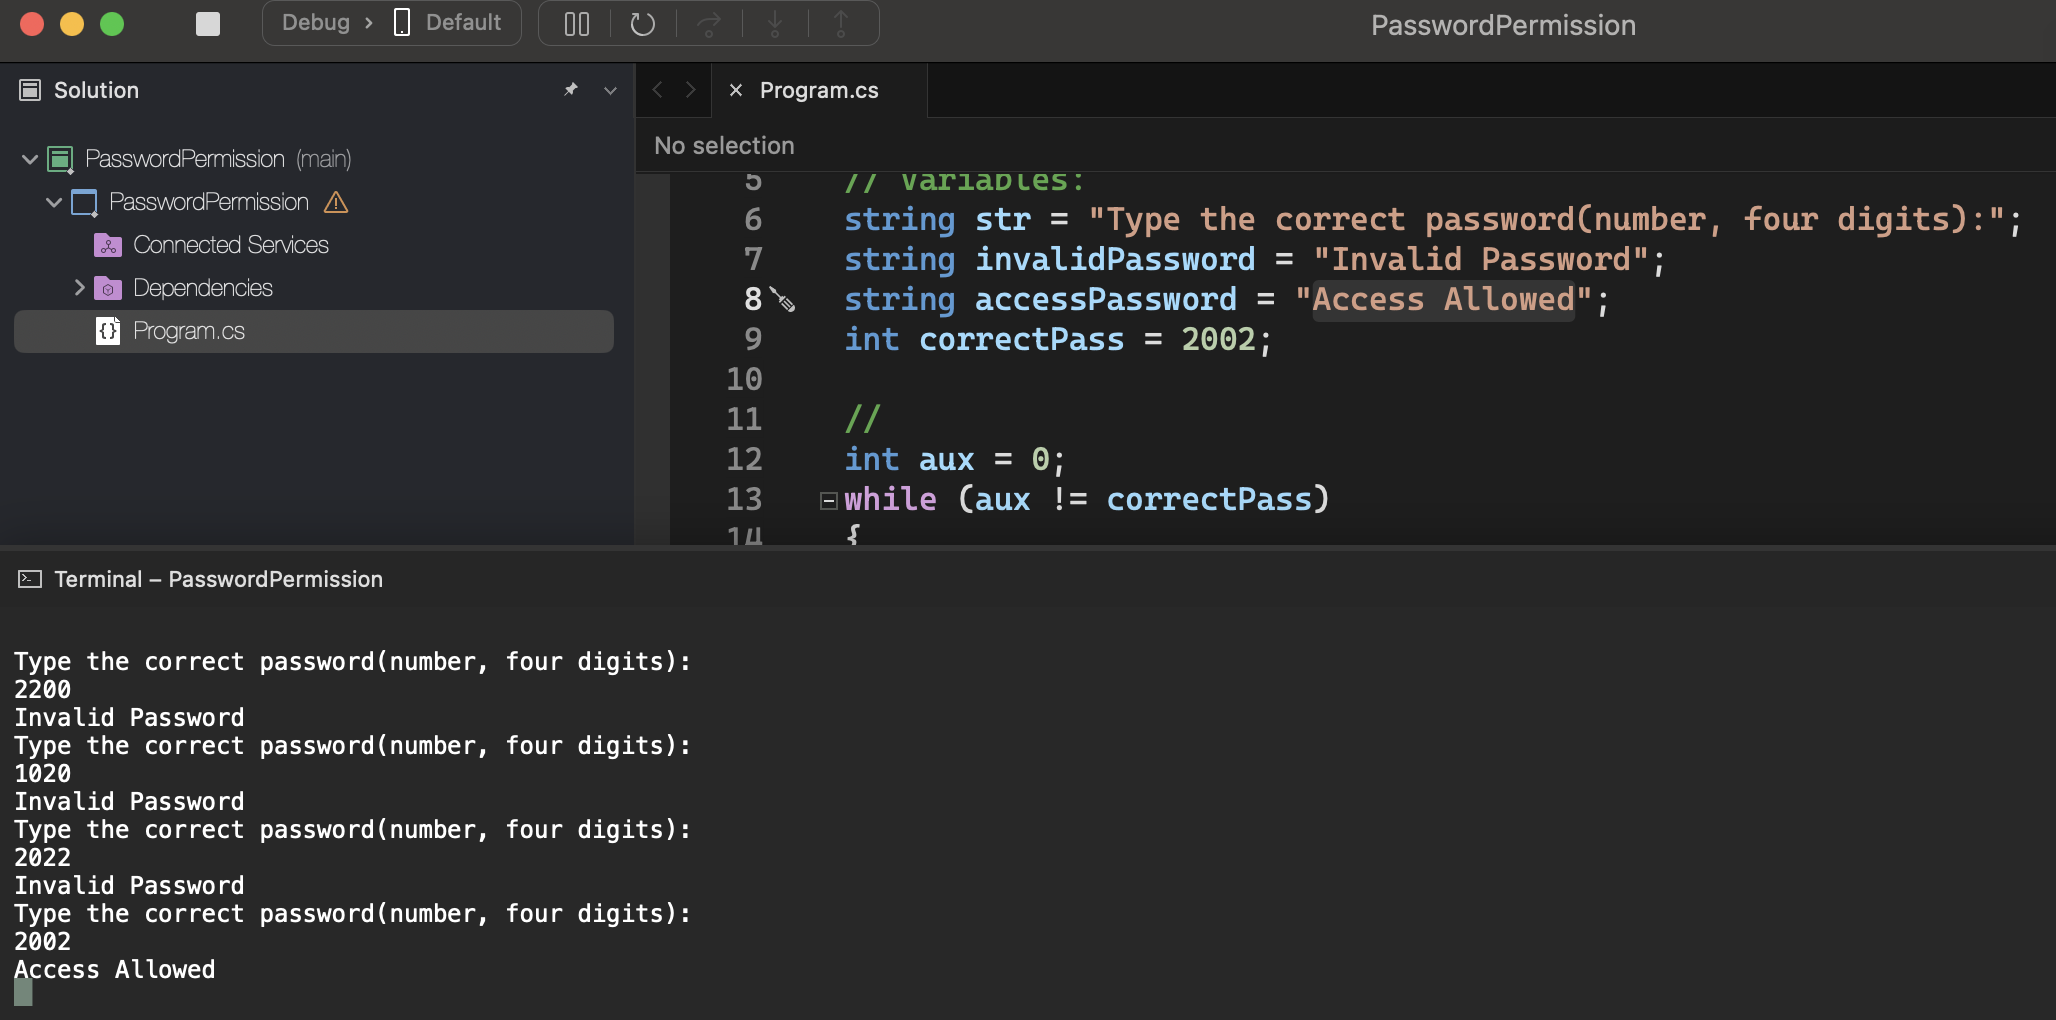 Debug › Default
PasswordPermission
Solution
PasswordPermission (main)
PasswordPermission
Connected Services
Dependencies
{} Program.cs
Program.cs
No selection
5 // Variables:
6 string str = "Type the correct password(number, four digits):";
7 string invalidPassword = "Invalid Password";
8 string accessPassword = "Access Allowed";
9 int correctPass = 2002;
10
11 //
12 int aux = 0;
13 while (aux != correctPass)
14 {
Terminal – PasswordPermission
Type the correct password(number, four digits):
2200
Invalid Password
Type the correct password(number, four digits):
1020
Invalid Password
Type the correct password(number, four digits):
2022
Invalid Password
Type the correct password(number, four digits):
2002
Access Allowed